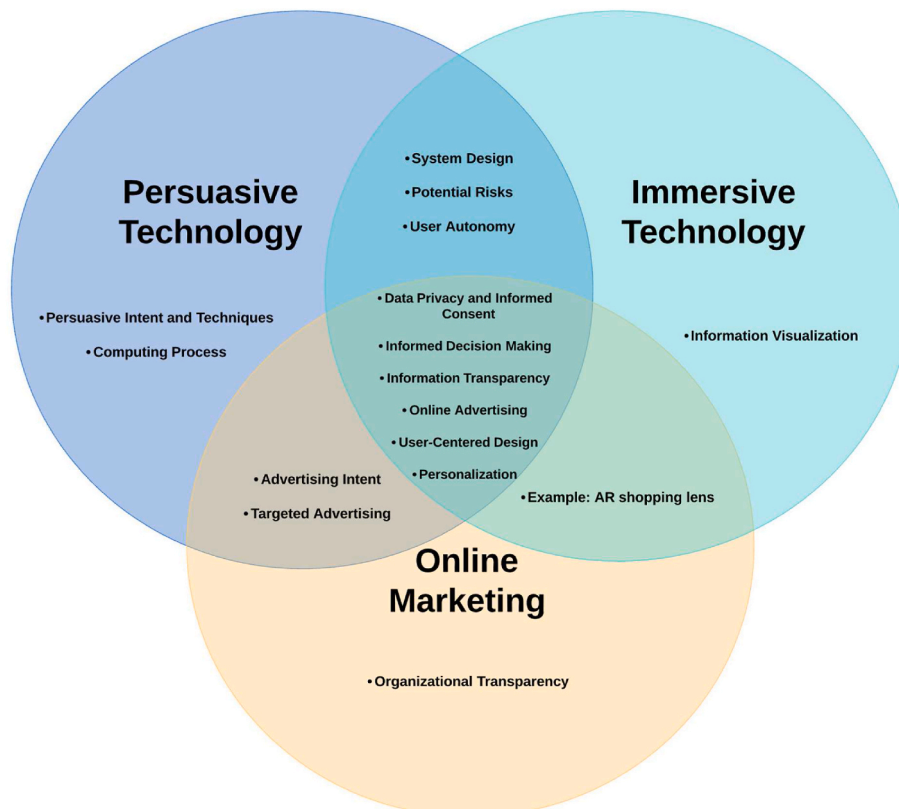 • System Design
• Potential Risks
• User Autonomy
Persuasive
Technology
Immersive
Technology
• Persuasive Intent and Techniques
• Computing Process
• Data Privacy and Informed
Consent
• Informed Decision Making
• Information Transparency
• Online Advertising
• User-Centered Design
• Personalization
• Information Visualization
• Advertising Intent
• Targeted Advertising
• Example: AR shopping lens
Online
Marketing
• Organizational Transparency